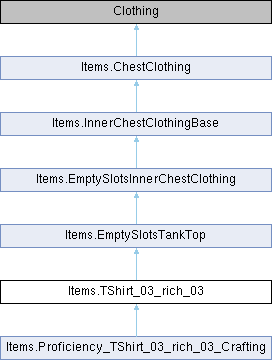 Clothing
Items.ChestClothing
Items.InnerChestClothingBase
Items.EmptySlotsInnerChestClothing
Items.EmptySlotsTankTop
Items.TShirt_03_rich_03
Items.Proficiency_TShirt_03_rich_03_Crafting